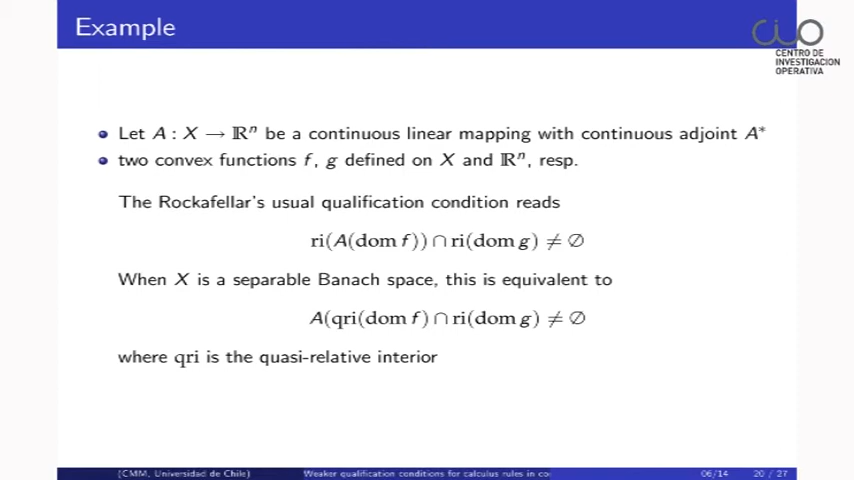 Example
CENTRO DE
INVESTIGACION
OPERATIVA
Let A : X → ℝⁿ be a continuous linear mapping with continuous adjoint A*
two convex functions f, g defined on X and ℝⁿ, resp.
The Rockafellar's usual qualification condition reads
ri(A(dom f)) ∩ ri(dom g) ≠ ∅
When X is a separable Banach space, this is equivalent to
A(qri(dom f) ∩ ri(dom g) ≠ ∅
where qri is the quasi-relative interior
(CMM, Universidad de Chile) Weaker qualification conditions for calculus rules in co 06/14 20 / 27